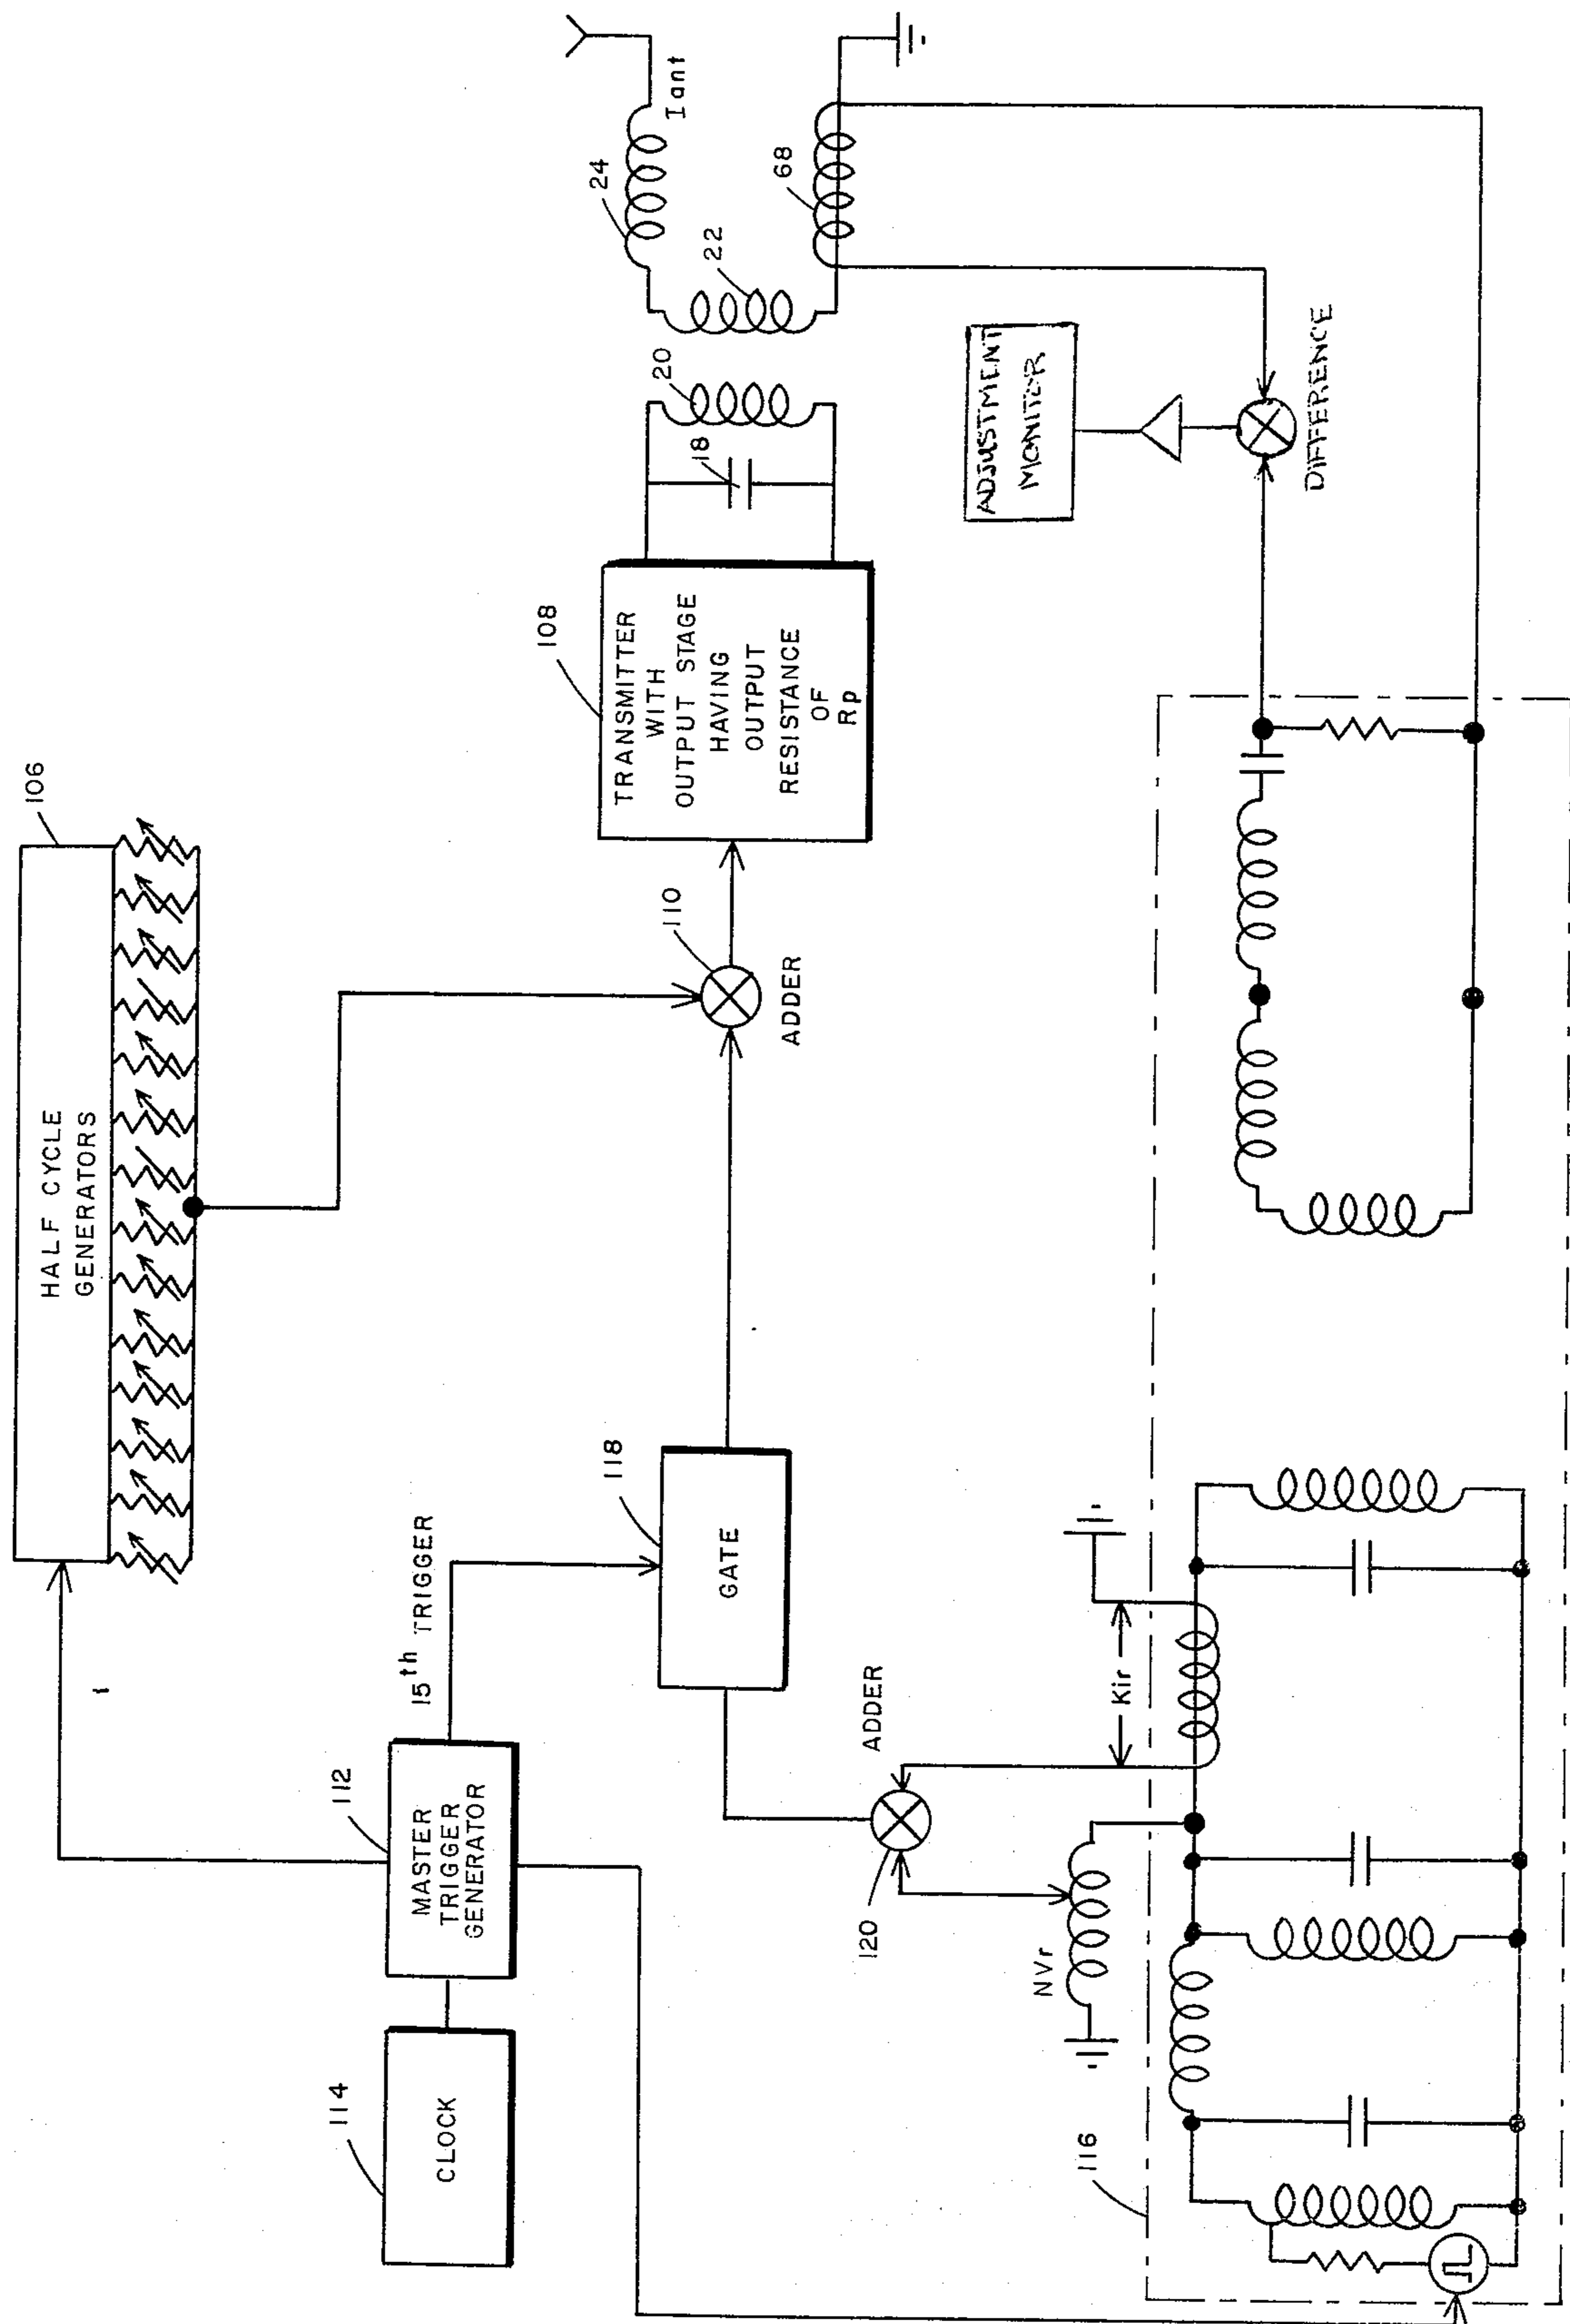 106
HALF CYCLE
GENERATORS
24
Iant
22
68
20
18
108
TRANSMITTER
WITH
OUTPUT STAGE
HAVING
OUTPUT
RESISTANCE
OF
Rp
110
ADDER
ADJUSTMENT
MONITOR
DIFFERENCE
15th TRIGGER
118
GATE
112
MASTER
TRIGGER
GENERATOR
114
CLOCK
ADDER
120
Kir
NVr
116